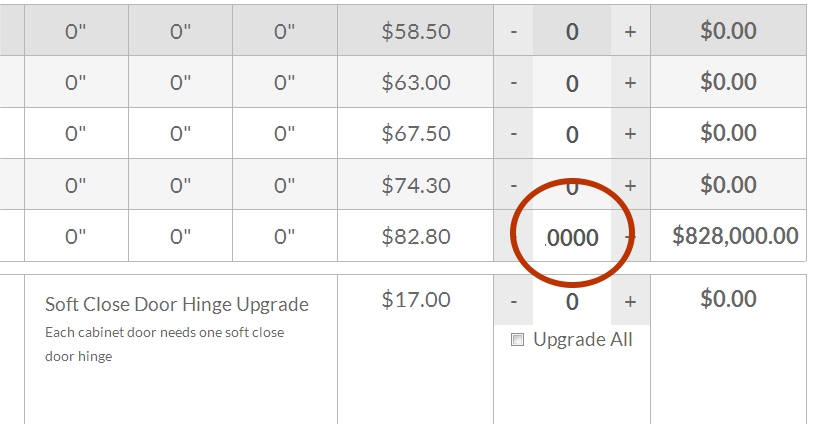 0" 0" 0" $58.50 - 0 + $0.00
0" 0" 0" $63.00 - 0 + $0.00
0" 0" 0" $67.50 - 0 + $0.00
0" 0" 0" $74.30 - 0 + $0.00
0" 0" 0" $82.80 0000 $828,000.00
Soft Close Door Hinge Upgrade $17.00 - 0 + $0.00
Each cabinet door needs one soft close
door hinge
Upgrade All